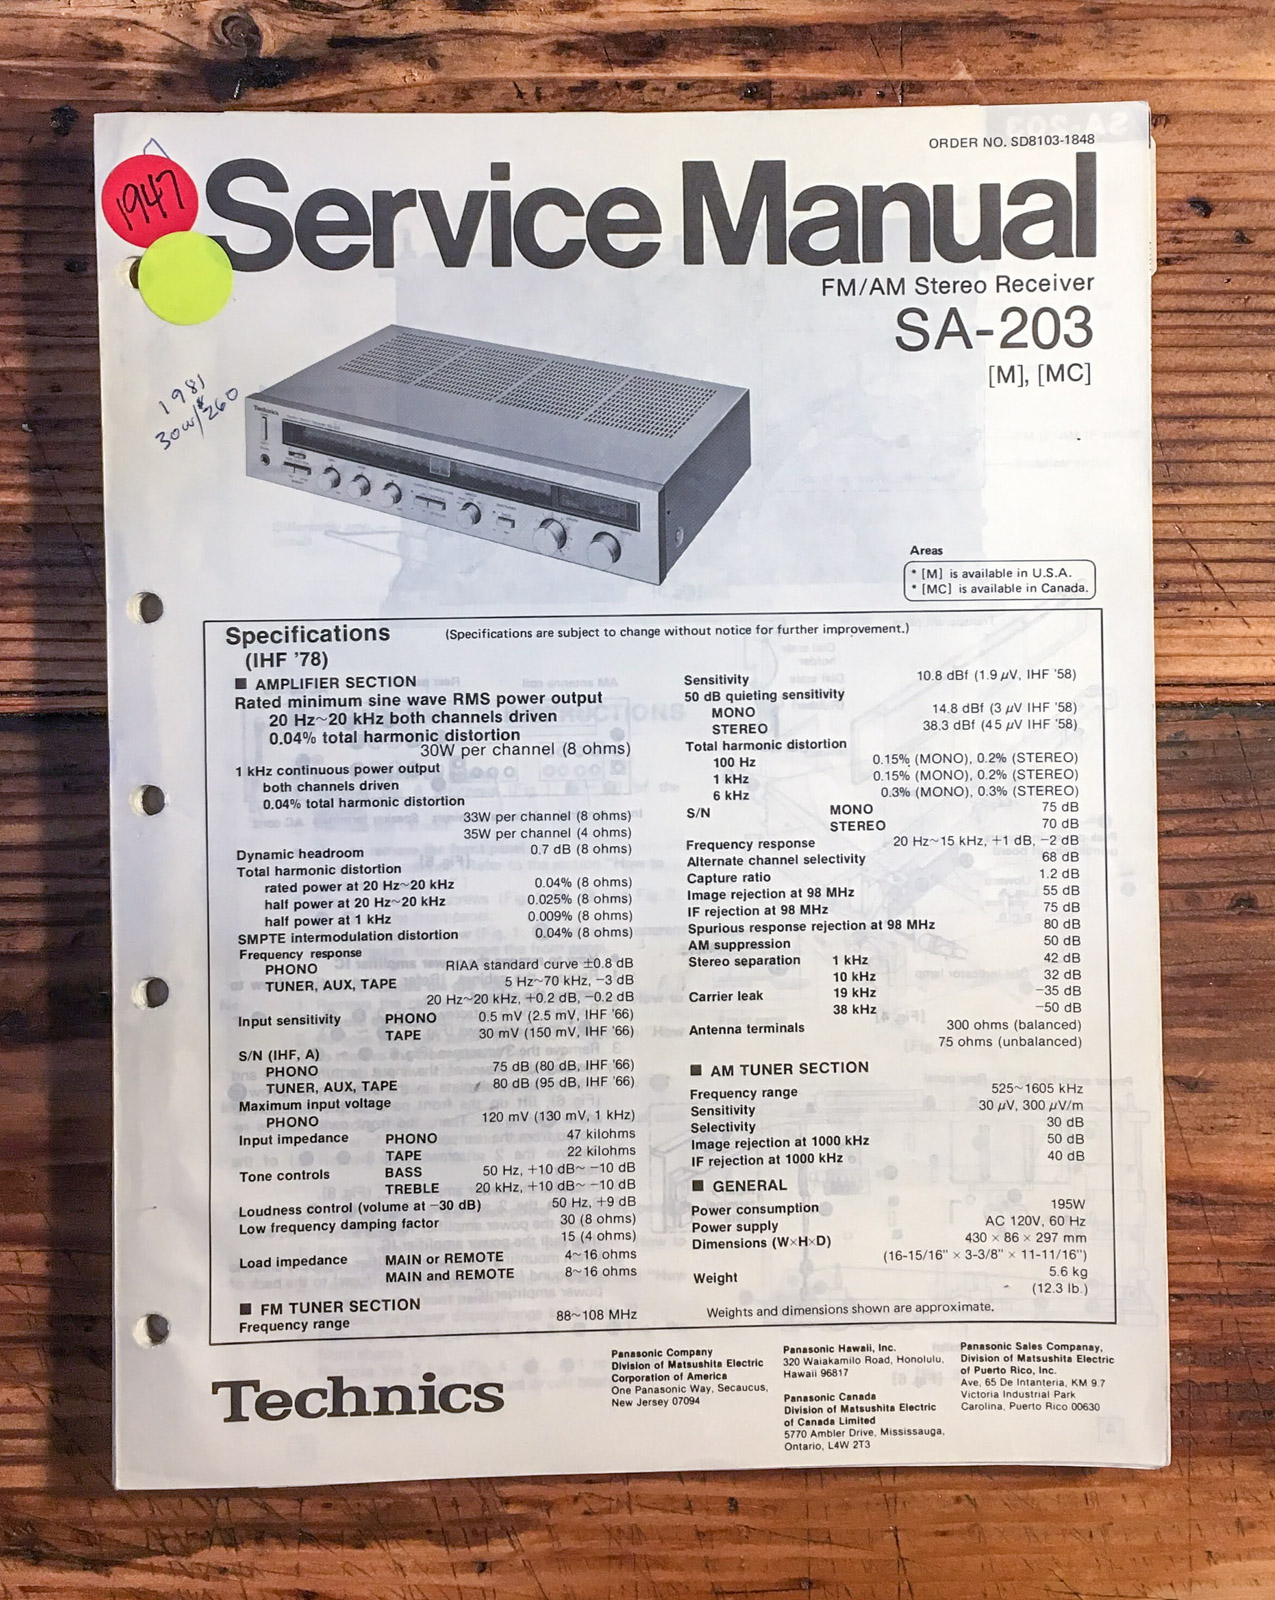 ORDER NO. SD8103-1848
1947
Service Manual
FM/AM Stereo Receiver
SA-203
[M], [MC]
1981
30w/$260
Technics
Areas
* [M] is available in U.S.A.
* [MC] is available in Canada.
Specifications (Specifications are subject to change without notice for further improvement.)
(IHF '78)
■ AMPLIFIER SECTION
Rated minimum sine wave RMS power output
20 Hz~20 kHz both channels driven
0.04% total harmonic distortion
30W per channel (8 ohms)
1 kHz continuous power output
both channels driven
0.04% total harmonic distortion
33W per channel (8 ohms)
35W per channel (4 ohms)
Dynamic headroom 0.7 dB (8 ohms)
Total harmonic distortion
rated power at 20 Hz~20 kHz 0.04% (8 ohms)
half power at 20 Hz~20 kHz 0.025% (8 ohms)
half power at 1 kHz 0.009% (8 ohms)
SMPTE intermodulation distortion 0.04% (8 ohms)
Frequency response
PHONO RIAA standard curve ±0.8 dB
TUNER, AUX, TAPE 5 Hz~70 kHz, −3 dB
20 Hz~20 kHz, +0.2 dB, −0.2 dB
Input sensitivity PHONO 0.5 mV (2.5 mV, IHF '66)
TAPE 30 mV (150 mV, IHF '66)
S/N (IHF, A)
PHONO 75 dB (80 dB, IHF '66)
TUNER, AUX, TAPE 80 dB (95 dB, IHF '66)
Maximum input voltage
PHONO 120 mV (130 mV, 1 kHz)
Input impedance PHONO 47 kilohms
TAPE 22 kilohms
Tone controls BASS 50 Hz, +10 dB~ −10 dB
TREBLE 20 kHz, +10 dB~ −10 dB
Loudness control (volume at −30 dB) 50 Hz, +9 dB
Low frequency damping factor 30 (8 ohms)
15 (4 ohms)
Load impedance MAIN or REMOTE 4~16 ohms
MAIN and REMOTE 8~16 ohms
■ FM TUNER SECTION
Frequency range 88~108 MHz
Sensitivity 10.8 dBf (1.9 µV, IHF '58)
50 dB quieting sensitivity
MONO 14.8 dBf (3 µV IHF '58)
STEREO 38.3 dBf (45 µV IHF '58)
Total harmonic distortion
100 Hz 0.15% (MONO), 0.2% (STEREO)
1 kHz 0.15% (MONO), 0.2% (STEREO)
6 kHz 0.3% (MONO), 0.3% (STEREO)
S/N MONO 75 dB
STEREO 70 dB
Frequency response 20 Hz~15 kHz, +1 dB, −2 dB
Alternate channel selectivity 68 dB
Capture ratio 1.2 dB
Image rejection at 98 MHz 55 dB
IF rejection at 98 MHz 75 dB
Spurious response rejection at 98 MHz 80 dB
AM suppression 50 dB
Stereo separation 1 kHz 42 dB
10 kHz 32 dB
Carrier leak 19 kHz −35 dB
38 kHz −50 dB
Antenna terminals 300 ohms (balanced)
75 ohms (unbalanced)
■ AM TUNER SECTION
Frequency range 525~1605 kHz
Sensitivity 30 µV, 300 µV/m
Selectivity 30 dB
Image rejection at 1000 kHz 50 dB
IF rejection at 1000 kHz 40 dB
■ GENERAL
Power consumption 195W
Power supply AC 120V, 60 Hz
Dimensions (W×H×D) 430 × 86 × 297 mm
(16-15/16" × 3-3/8" × 11-11/16")
Weight 5.6 kg
(12.3 lb.)
Weights and dimensions shown are approximate.
Technics
Panasonic Company
Division of Matsushita Electric
Corporation of America
One Panasonic Way, Secaucus,
New Jersey 07094
Panasonic Hawaii, Inc.
320 Waiakamilo Road, Honolulu,
Hawaii 96817
Panasonic Canada
Division of Matsushita Electric
of Canada Limited
5770 Ambler Drive, Mississauga,
Ontario, L4W 2T3
Panasonic Sales Companay,
Division of Matsushita Electric
of Puerto Rico, Inc.
Ave, 65 De Intanteria, KM 9.7
Victoria Industrial Park
Carolina, Puerto Rico 00630